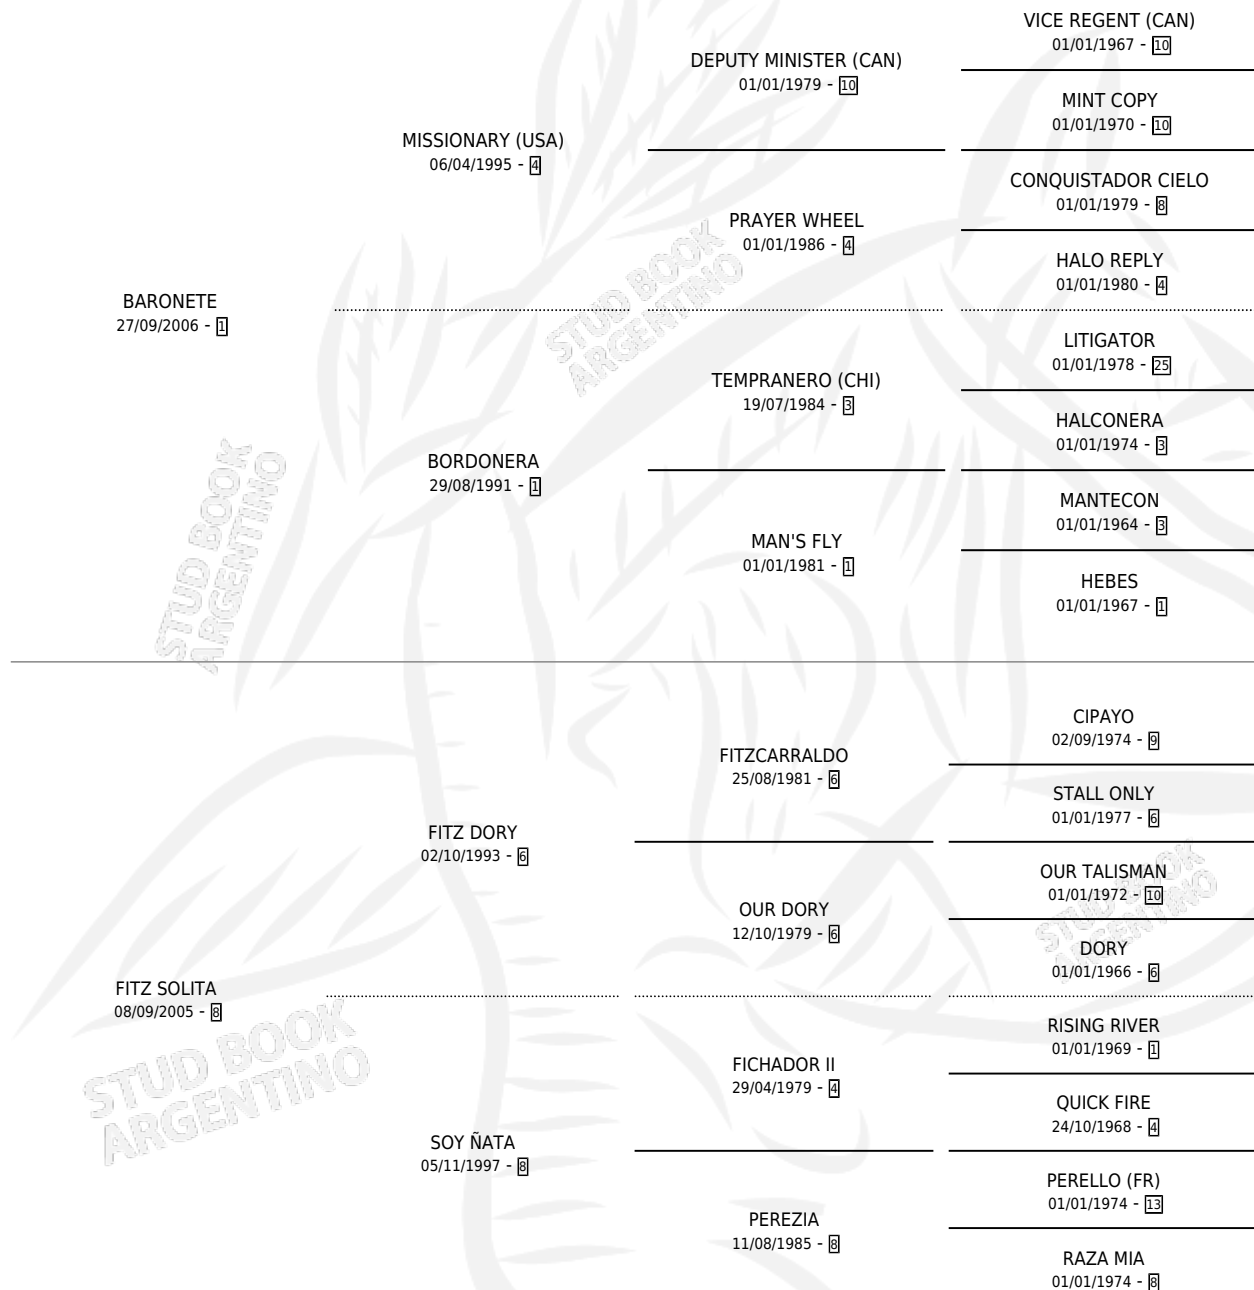 VICE REGENT (CAN)
01/01/1967 - 10
DEPUTY MINISTER (CAN)
01/01/1979 - 10
MINT COPY
01/01/1970 - 10
MISSIONARY (USA)
06/04/1995 - 4
CONQUISTADOR CIELO
01/01/1979 - 8
PRAYER WHEEL
01/01/1986 - 4
HALO REPLY
01/01/1980 - 4
BARONETE
27/09/2006 - 1
LITIGATOR
01/01/1978 - 25
TEMPRANERO (CHI)
19/07/1984 - 3
HALCONERA
01/01/1974 - 3
BORDONERA
29/08/1991 - 1
MANTECON
01/01/1964 - 3
MAN'S FLY
01/01/1981 - 1
HEBES
01/01/1967 - 1
CIPAYO
02/09/1974 - 9
FITZCARRALDO
25/08/1981 - 6
STALL ONLY
01/01/1977 - 6
FITZ DORY
02/10/1993 - 6
OUR TALISMAN
01/01/1972 - 10
OUR DORY
12/10/1979 - 6
DORY
01/01/1966 - 6
FITZ SOLITA
08/09/2005 - 8
RISING RIVER
01/01/1969 - 1
FICHADOR II
29/04/1979 - 4
QUICK FIRE
24/10/1968 - 4
SOY ÑATA
05/11/1997 - 8
PERELLO (FR)
01/01/1974 - 13
PEREZIA
11/08/1985 - 8
RAZA MIA
01/01/1974 - 8
STUD BOOK
ARGENTINO
STUD BOOK
ARGENTINO
STUD BOOK
ARGENTINO
STUD BOOK
ARGENTINO